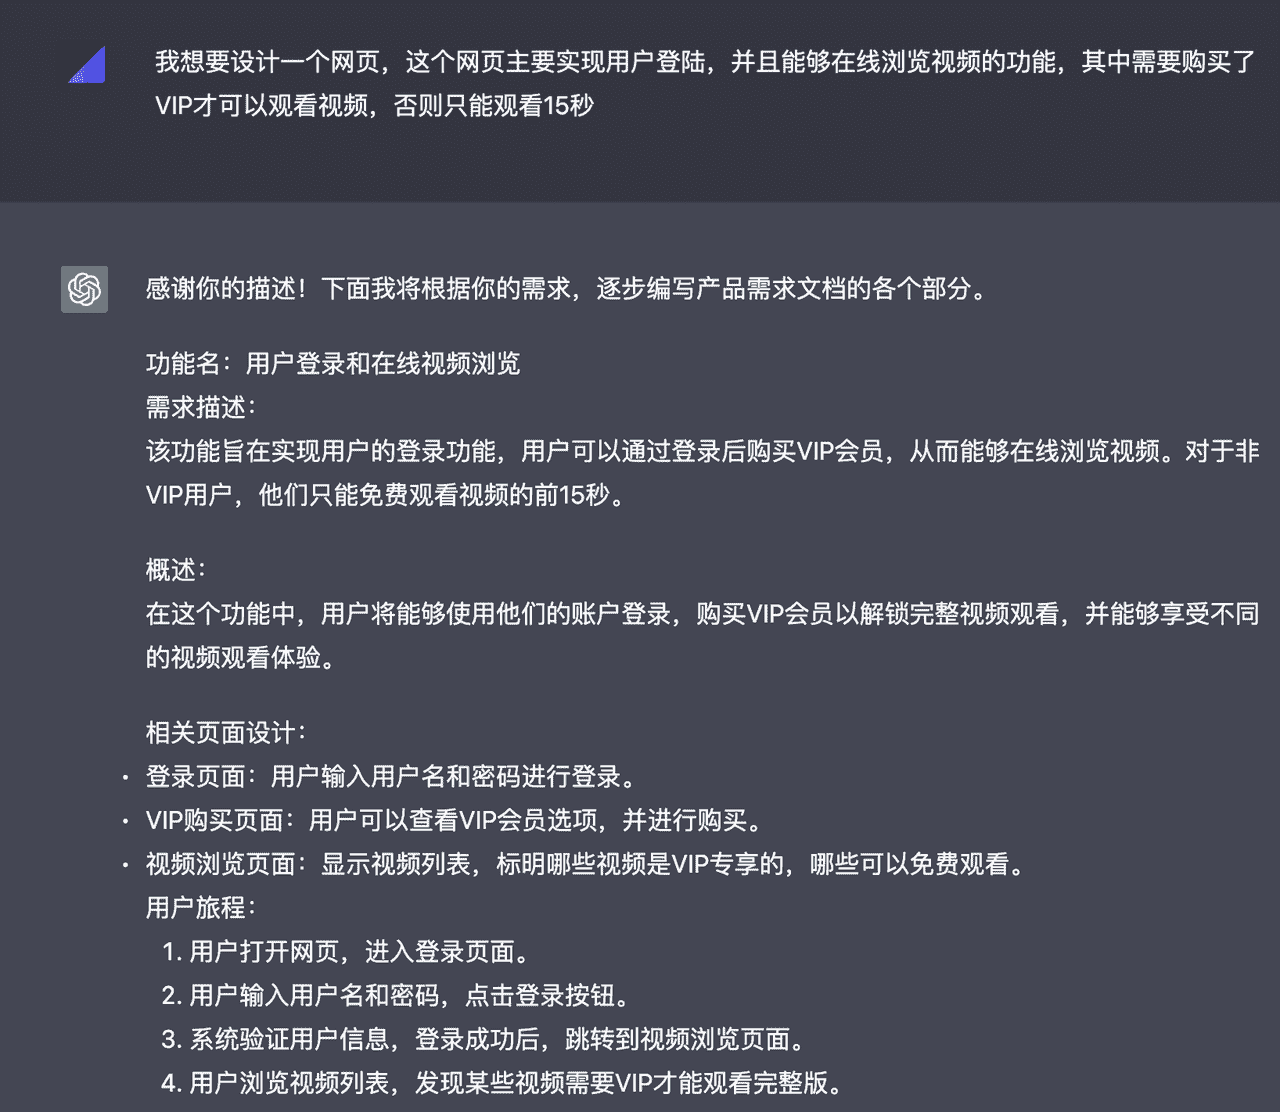 我想要设计一个网页，这个网页主要实现用户登陆，并且能够在线浏览视频的功能，其中需要购买了
VIP才可以观看视频，否则只能观看15秒
感谢你的描述！下面我将根据你的需求，逐步编写产品需求文档的各个部分。
功能名：用户登录和在线视频浏览
需求描述：
该功能旨在实现用户的登录功能，用户可以通过登录后购买VIP会员，从而能够在线浏览视频。对于非
VIP用户，他们只能免费观看视频的前15秒。
概述：
在这个功能中，用户将能够使用他们的账户登录，购买VIP会员以解锁完整视频观看，并能够享受不同
的视频观看体验。
相关页面设计：
• 登录页面：用户输入用户名和密码进行登录。
• VIP购买页面：用户可以查看VIP会员选项，并进行购买。
• 视频浏览页面：显示视频列表，标明哪些视频是VIP专享的，哪些可以免费观看。
用户旅程：
1. 用户打开网页，进入登录页面。
2. 用户输入用户名和密码，点击登录按钮。
3. 系统验证用户信息，登录成功后，跳转到视频浏览页面。
4. 用户浏览视频列表，发现某些视频需要VIP才能观看完整版。